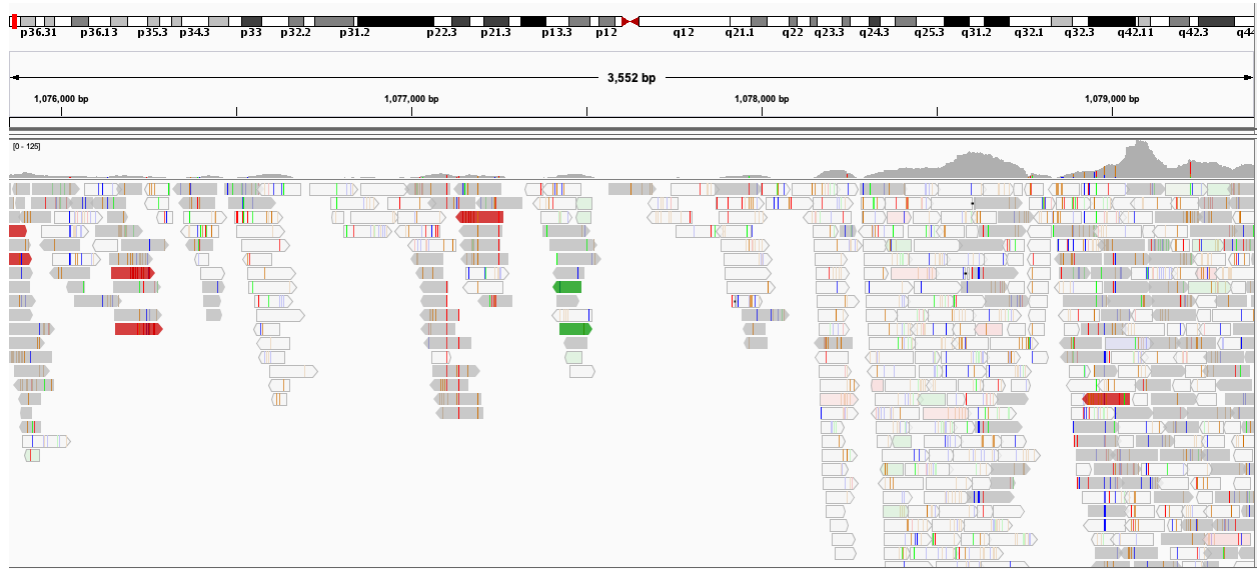 p36.31 p36.13 p35.3 p34.3 p33 p32.2 p31.2 p22.3 p21.3 p13.3 p12 q12 q21.1 q22 q23.3 q24.3 q25.3 q31.2 q32.1 q32.3 q42.11 q42.3 q44
3,552 bp
1,076,000 bp 1,077,000 bp 1,078,000 bp 1,079,000 bp
[0 - 125]